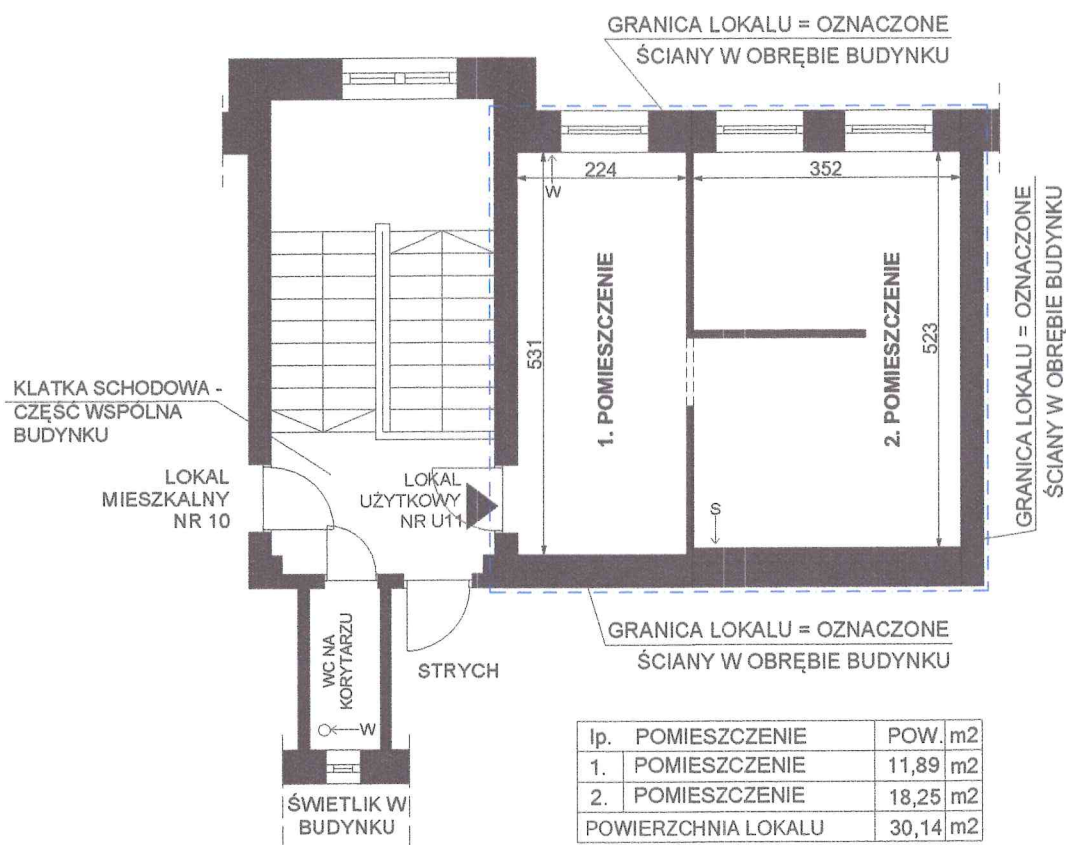 GRANICA LOKALU = OZNACZONE
ŚCIANY W OBRĘBIE BUDYNKU
224
352
W
1. POMIESZCZENIE
2. POMIESZCZENIE
531
523
GRANICA LOKALU = OZNACZONE
ŚCIANY W OBRĘBIE BUDYNKU
KLATKA SCHODOWA -
CZĘŚĆ WSPÓLNA
BUDYNKU
LOKAL
MIESZKALNY
NR 10
LOKAL
UŻYTKOWY
NR U11
S
GRANICA LOKALU = OZNACZONE
ŚCIANY W OBRĘBIE BUDYNKU
WC NA
KORYTARZU
STRYCH
W
ŚWIETLIK W
BUDYNKU
lp. POMIESZCZENIE POW. m2
1. POMIESZCZENIE 11,89 m2
2. POMIESZCZENIE 18,25 m2
POWIERZCHNIA LOKALU 30,14 m2